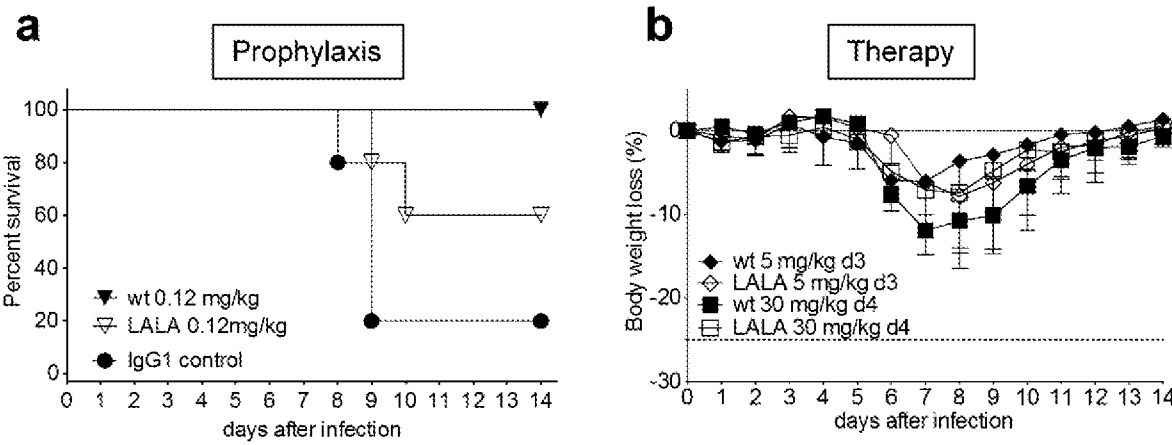 a
Prophylaxis
Percent survival
100
80
60
40
20
0
wt 0.12 mg/kg
LALA 0.12mg/kg
IgG1 control
0 1 2 3 4 5 6 7 8 9 10 11 12 13 14
days after infection
b
Therapy
Body weight loss (%)
0
-10
-20
-30
wt 5 mg/kg d3
LALA 5 mg/kg d3
wt 30 mg/kg d4
LALA 30 mg/kg d4
0 1 2 3 4 5 6 7 8 9 10 11 12 13 14
days after infection